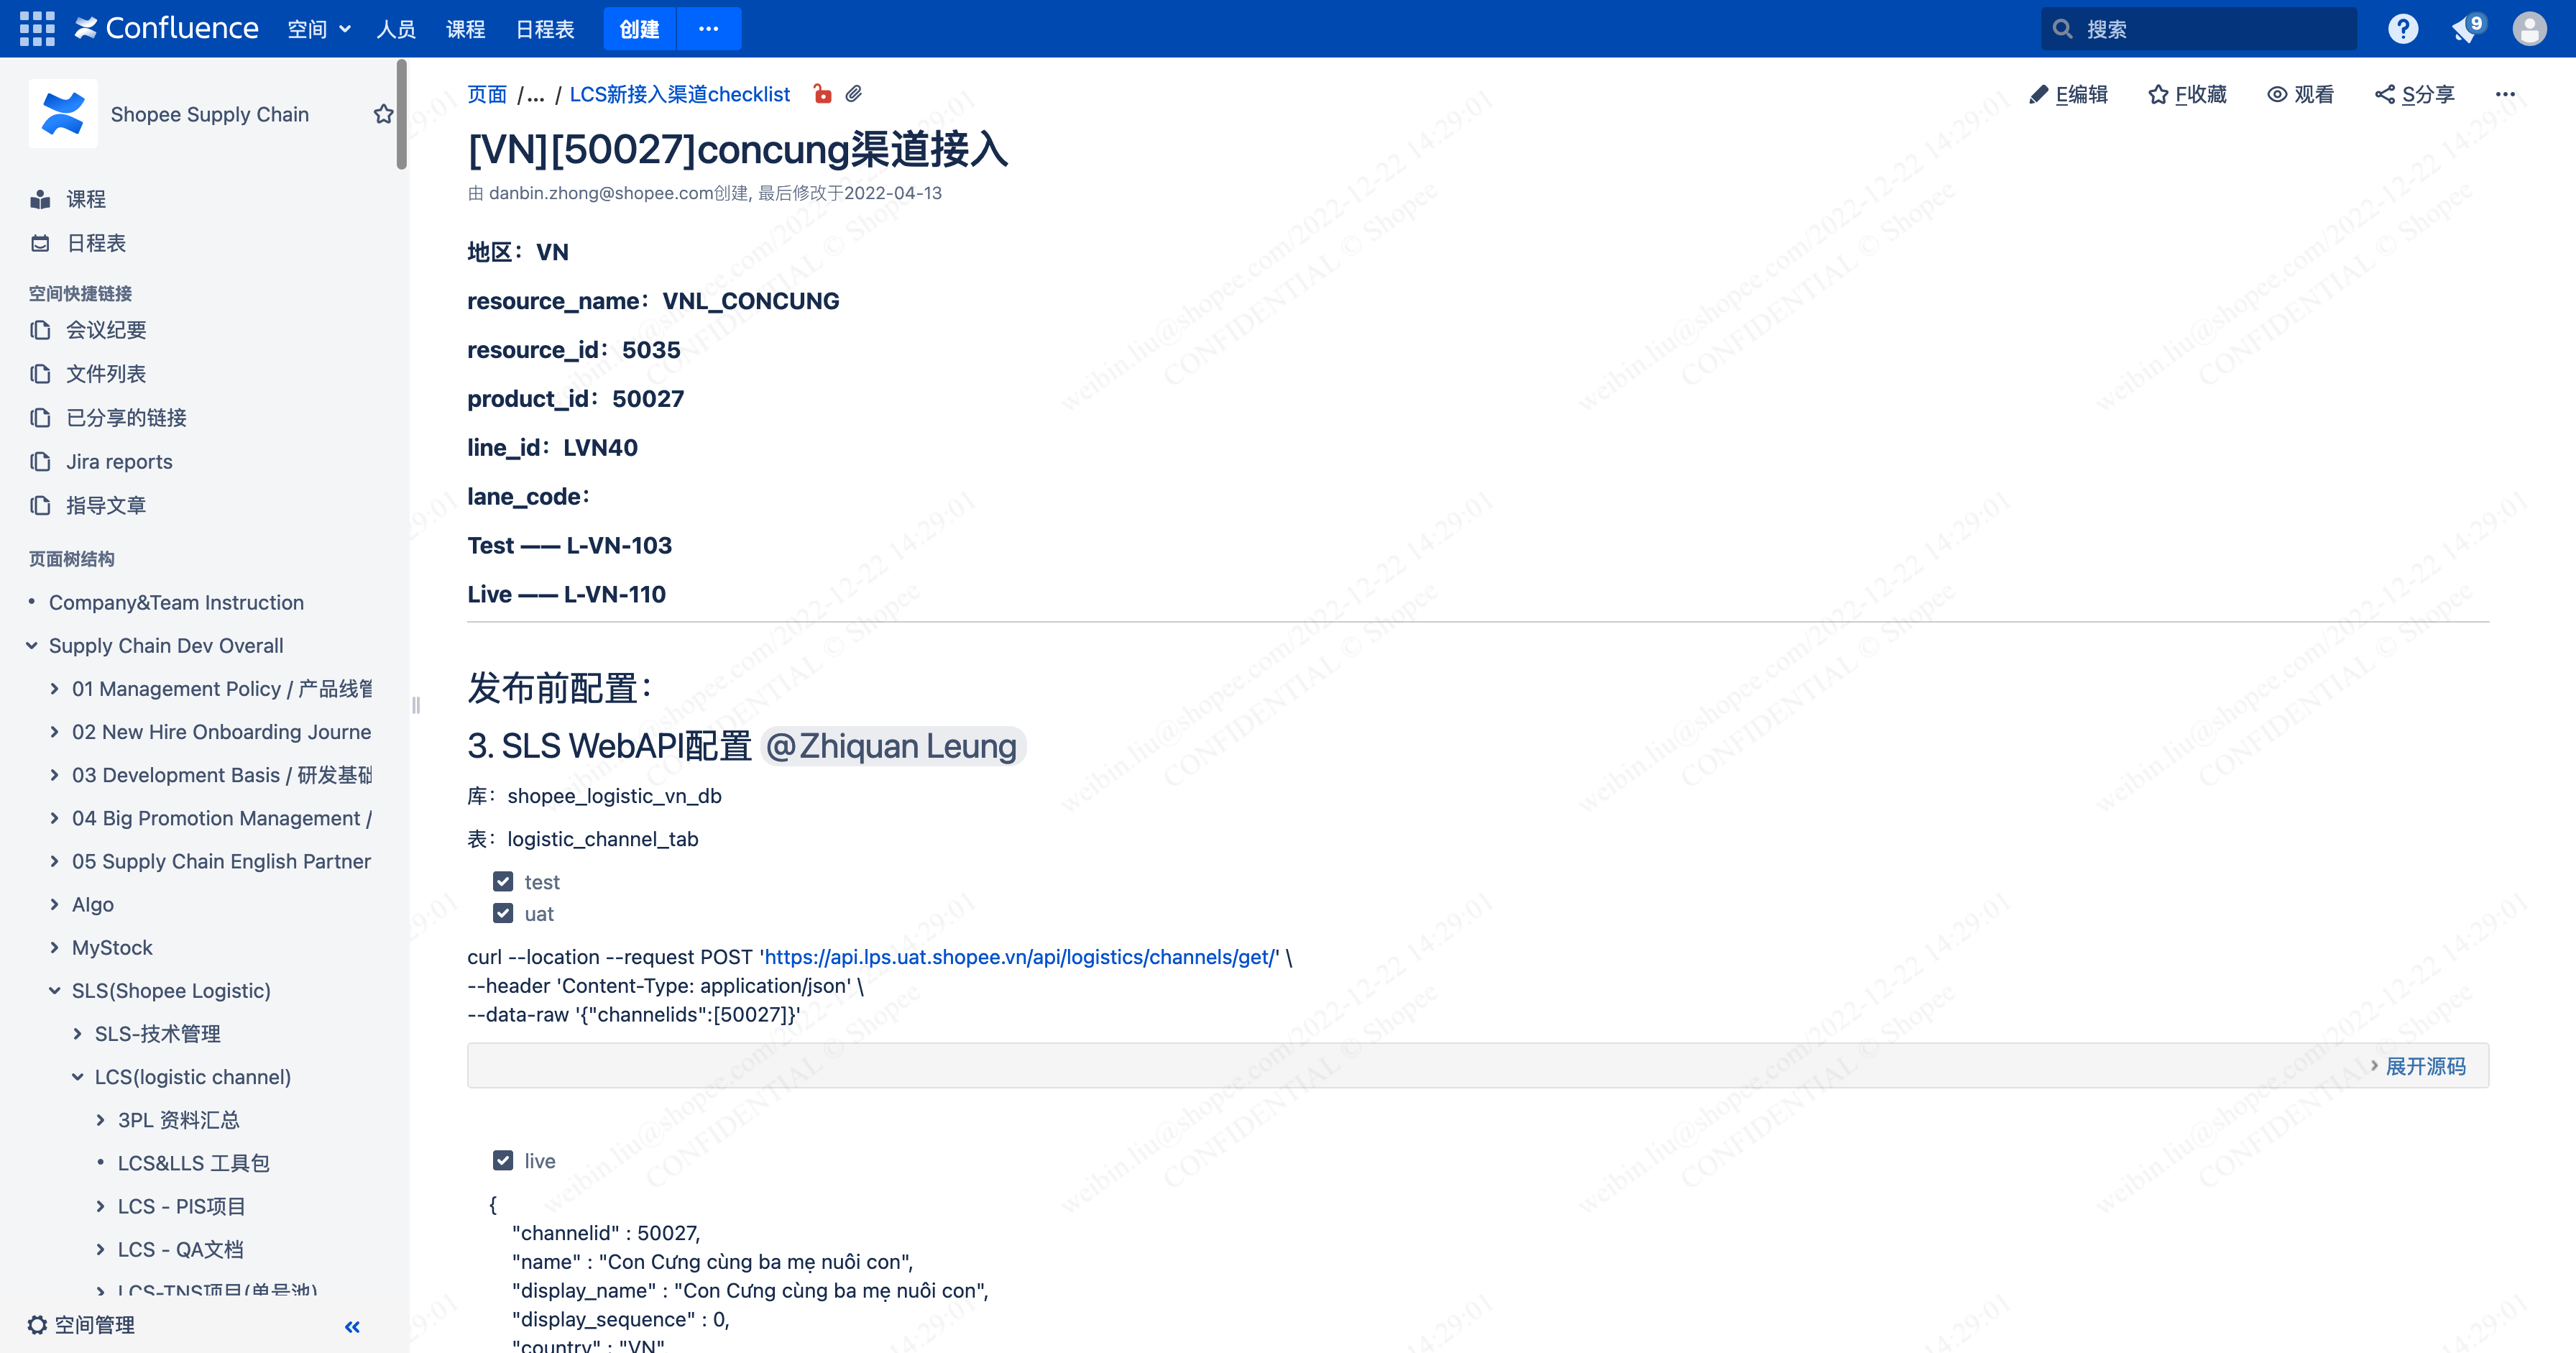 Confluence 空间 人员 课程 日程表 创建 ··· 搜索 9
Shopee Supply Chain
课程
日程表
空间快捷链接
会议纪要
文件列表
已分享的链接
Jira reports
指导文章
页面树结构
Company&Team Instruction
Supply Chain Dev Overall
01 Management Policy / 产品线管
02 New Hire Onboarding Journe
03 Development Basis / 研发基础
04 Big Promotion Management /
05 Supply Chain English Partner
Algo
MyStock
SLS(Shopee Logistic)
SLS-技术管理
LCS(logistic channel)
3PL 资料汇总
LCS&LLS 工具包
LCS - PIS项目
LCS - QA文档
LCS-TNS项目(单号池)
空间管理
页面 /... / LCS新接入渠道checklist
E编辑 F收藏 观看 S分享 ···
[VN][50027]concung渠道接入
由 danbin.zhong@shopee.com创建, 最后修改于2022-04-13
地区：VN
resource_name：VNL_CONCUNG
resource_id：5035
product_id：50027
line_id：LVN40
lane_code：
Test —— L-VN-103
Live —— L-VN-110
发布前配置：
3. SLS WebAPI配置 @Zhiquan Leung
库：shopee_logistic_vn_db
表：logistic_channel_tab
test
uat
curl --location --request POST 'https://api.lps.uat.shopee.vn/api/logistics/channels/get/' \
--header 'Content-Type: application/json' \
--data-raw '{"channelids":[50027]}'
展开源码
live
{
"channelid" : 50027,
"name" : "Con Cưng cùng ba mẹ nuôi con",
"display_name" : "Con Cưng cùng ba mẹ nuôi con",
"display_sequence" : 0,
"country" : "VN"
weibin.liu@shopee.com/2022-12-22 14:29:01
CONFIDENTIAL © Shopee